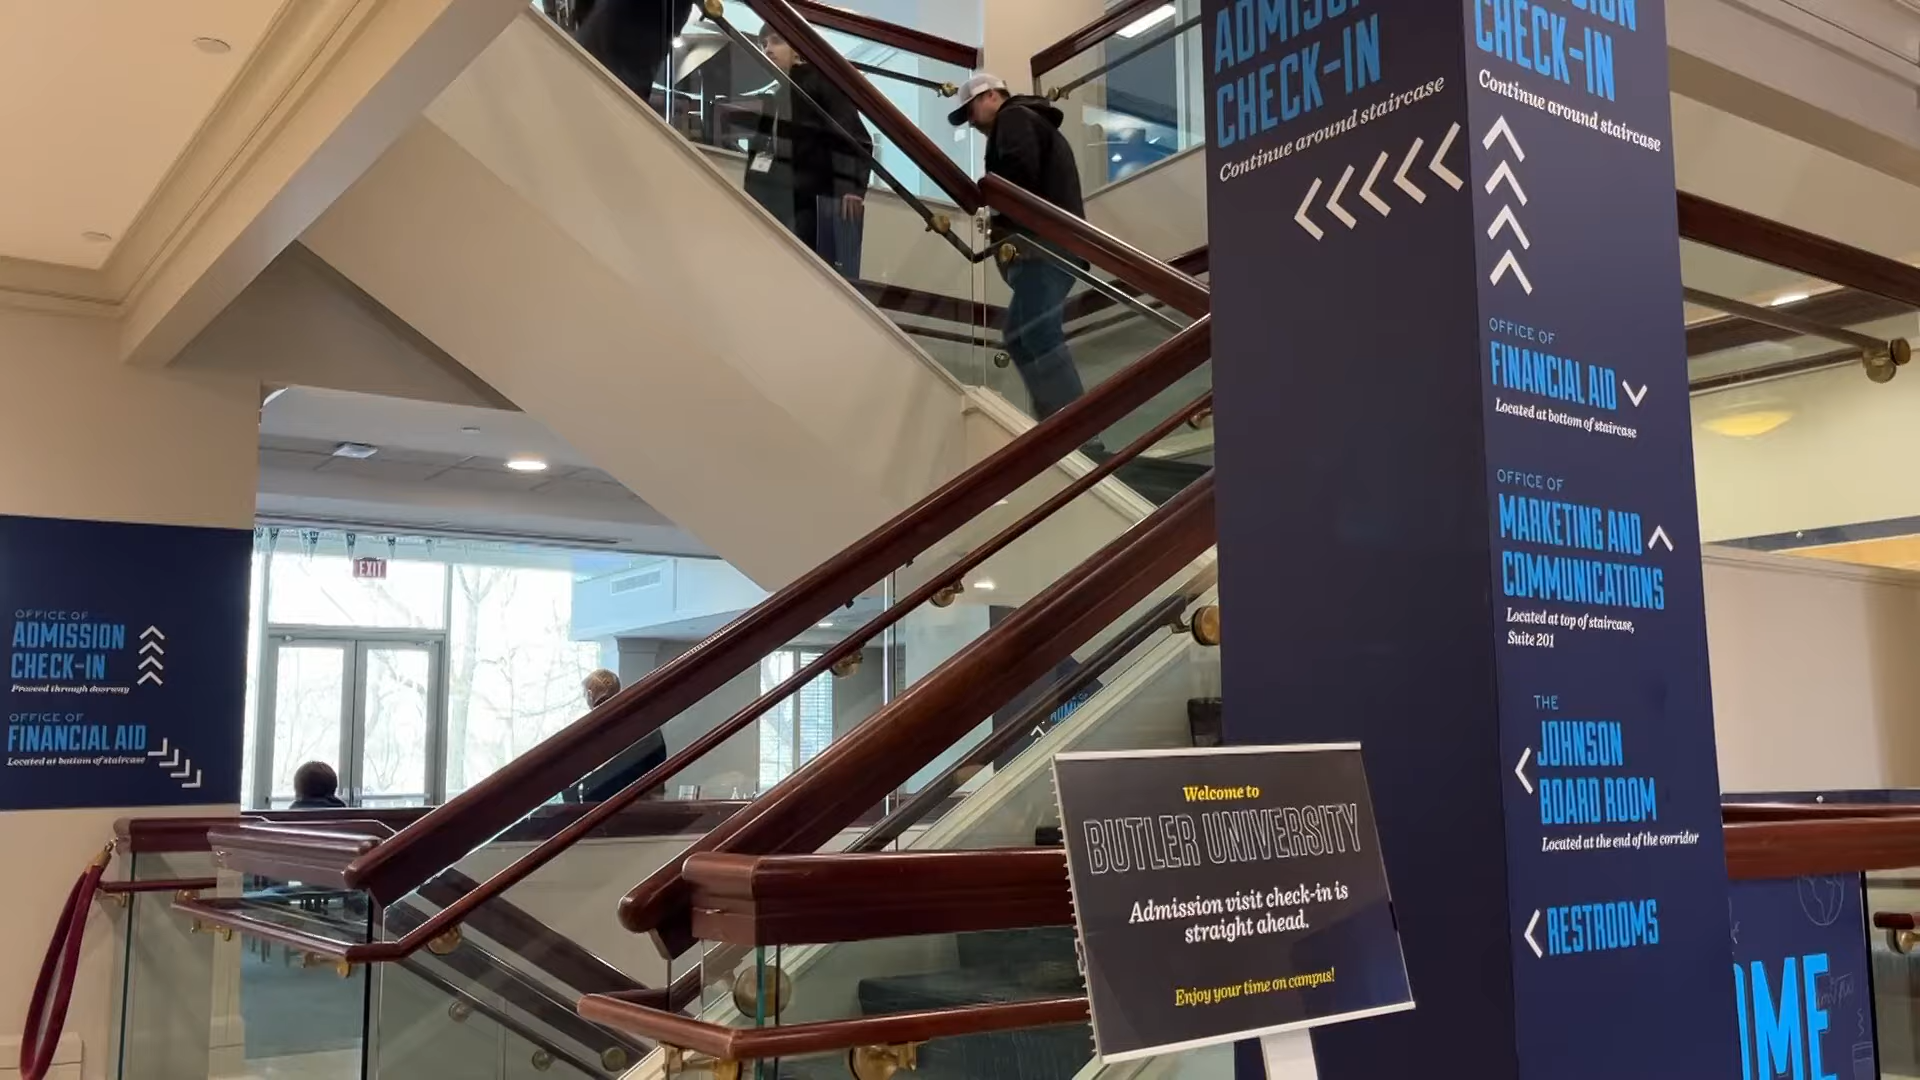 OFFICE OF
ADMISSION
CHECK-IN
Proceed through doorway
OFFICE OF
FINANCIAL AID
Located at bottom of staircase
EXIT
ADMISSION
CHECK-IN
Continue around staircase
CHECK-IN
Continue around staircase
OFFICE OF
FINANCIAL AID
Located at bottom of staircase
OFFICE OF
MARKETING AND
COMMUNICATIONS
Located at top of staircase,
Suite 201
THE
JOHNSON
BOARD ROOM
Located at the end of the corridor
RESTROOMS
Welcome to
BUTLER UNIVERSITY
Admission visit check-in is
straight ahead.
Enjoy your time on campus!
OME